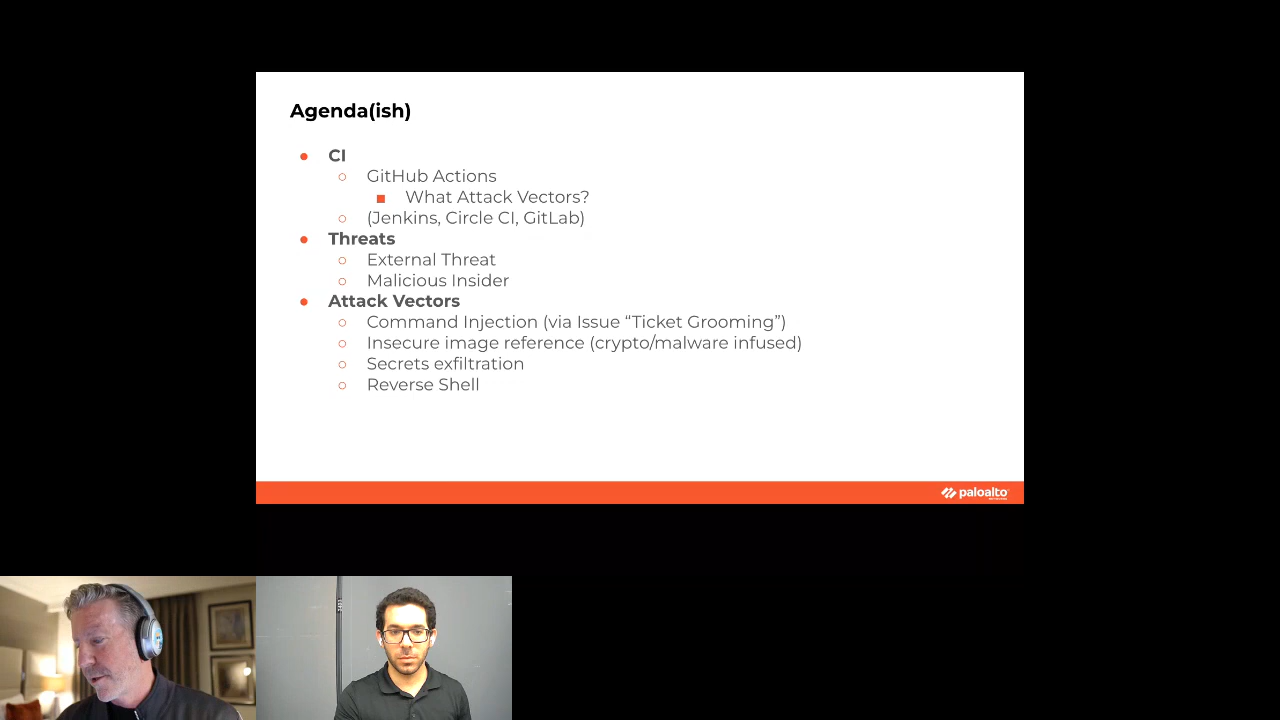 Agenda(ish)
● CI
○ GitHub Actions
■ What Attack Vectors?
○ (Jenkins, Circle CI, GitLab)
● Threats
○ External Threat
○ Malicious Insider
● Attack Vectors
○ Command Injection (via Issue “Ticket Grooming”)
○ Insecure image reference (crypto/malware infused)
○ Secrets exfiltration
○ Reverse Shell
paloalto